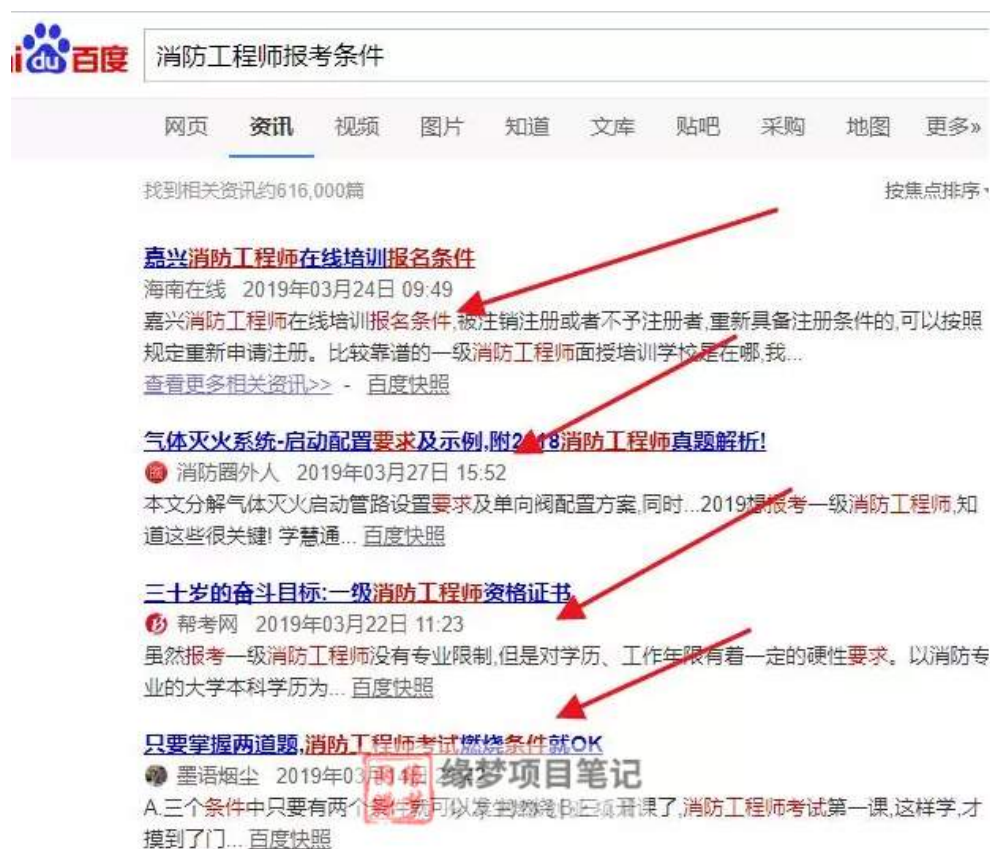 du百度
消防工程师报考条件
网页 资讯 视频 图片 知道 文库 贴吧 采购 地图 更多»
找到相关资讯约616,000篇 按焦点排序
嘉兴消防工程师在线培训报名条件
海南在线 2019年03月24日 09:49
嘉兴消防工程师在线培训报名条件,被注销注册或者不予注册者,重新具备注册条件的,可以按照
规定重新申请注册。比较靠谱的一级消防工程师面授培训学校是在哪,我...
查看更多相关资讯>> - 百度快照
气体灭火系统-启动配置要求及示例,附2018消防工程师真题解析!
消防圈外人 2019年03月27日 15:52
本文分解气体灭火启动管路设置要求及单向阀配置方案,同时...2019想报考一级消防工程师,知
道这些很关键! 学慧通... 百度快照
三十岁的奋斗目标:一级消防工程师资格证书
帮考网 2019年03月22日 11:23
虽然报考一级消防工程师没有专业限制,但是对学历、工作年限有着一定的硬性要求。以消防专
业的大学本科学历为... 百度快照
只要掌握两道题,消防工程师考试燃烧条件就OK
墨语烟尘 2019年03月
缘梦项目笔记
A.三个条件中只要有两个条件就可以发生燃烧B 开课了,消防工程师考试第一课,这样学,才
摸到了门... 百度快照